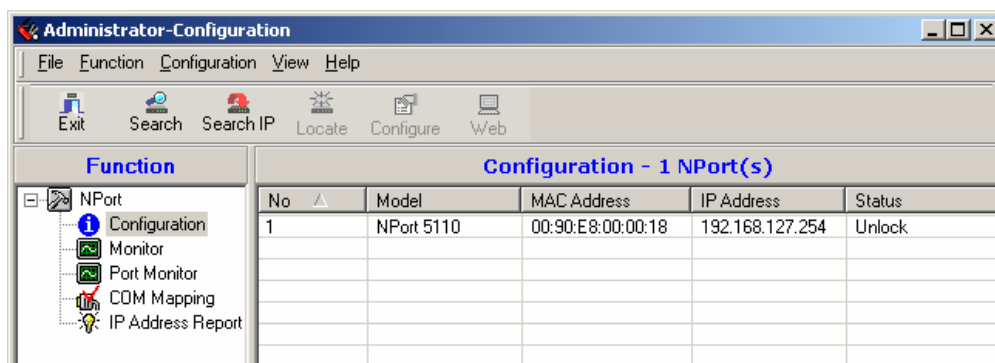 Administrator-Configuration
File Function Configuration View Help
Exit Search Search IP Locate Configure Web
Function
Configuration - 1 NPort(s)
NPort
Configuration
Monitor
Port Monitor
COM Mapping
IP Address Report
No Model MAC Address IP Address Status
1 NPort 5110 00:90:E8:00:00:18 192.168.127.254 Unlock